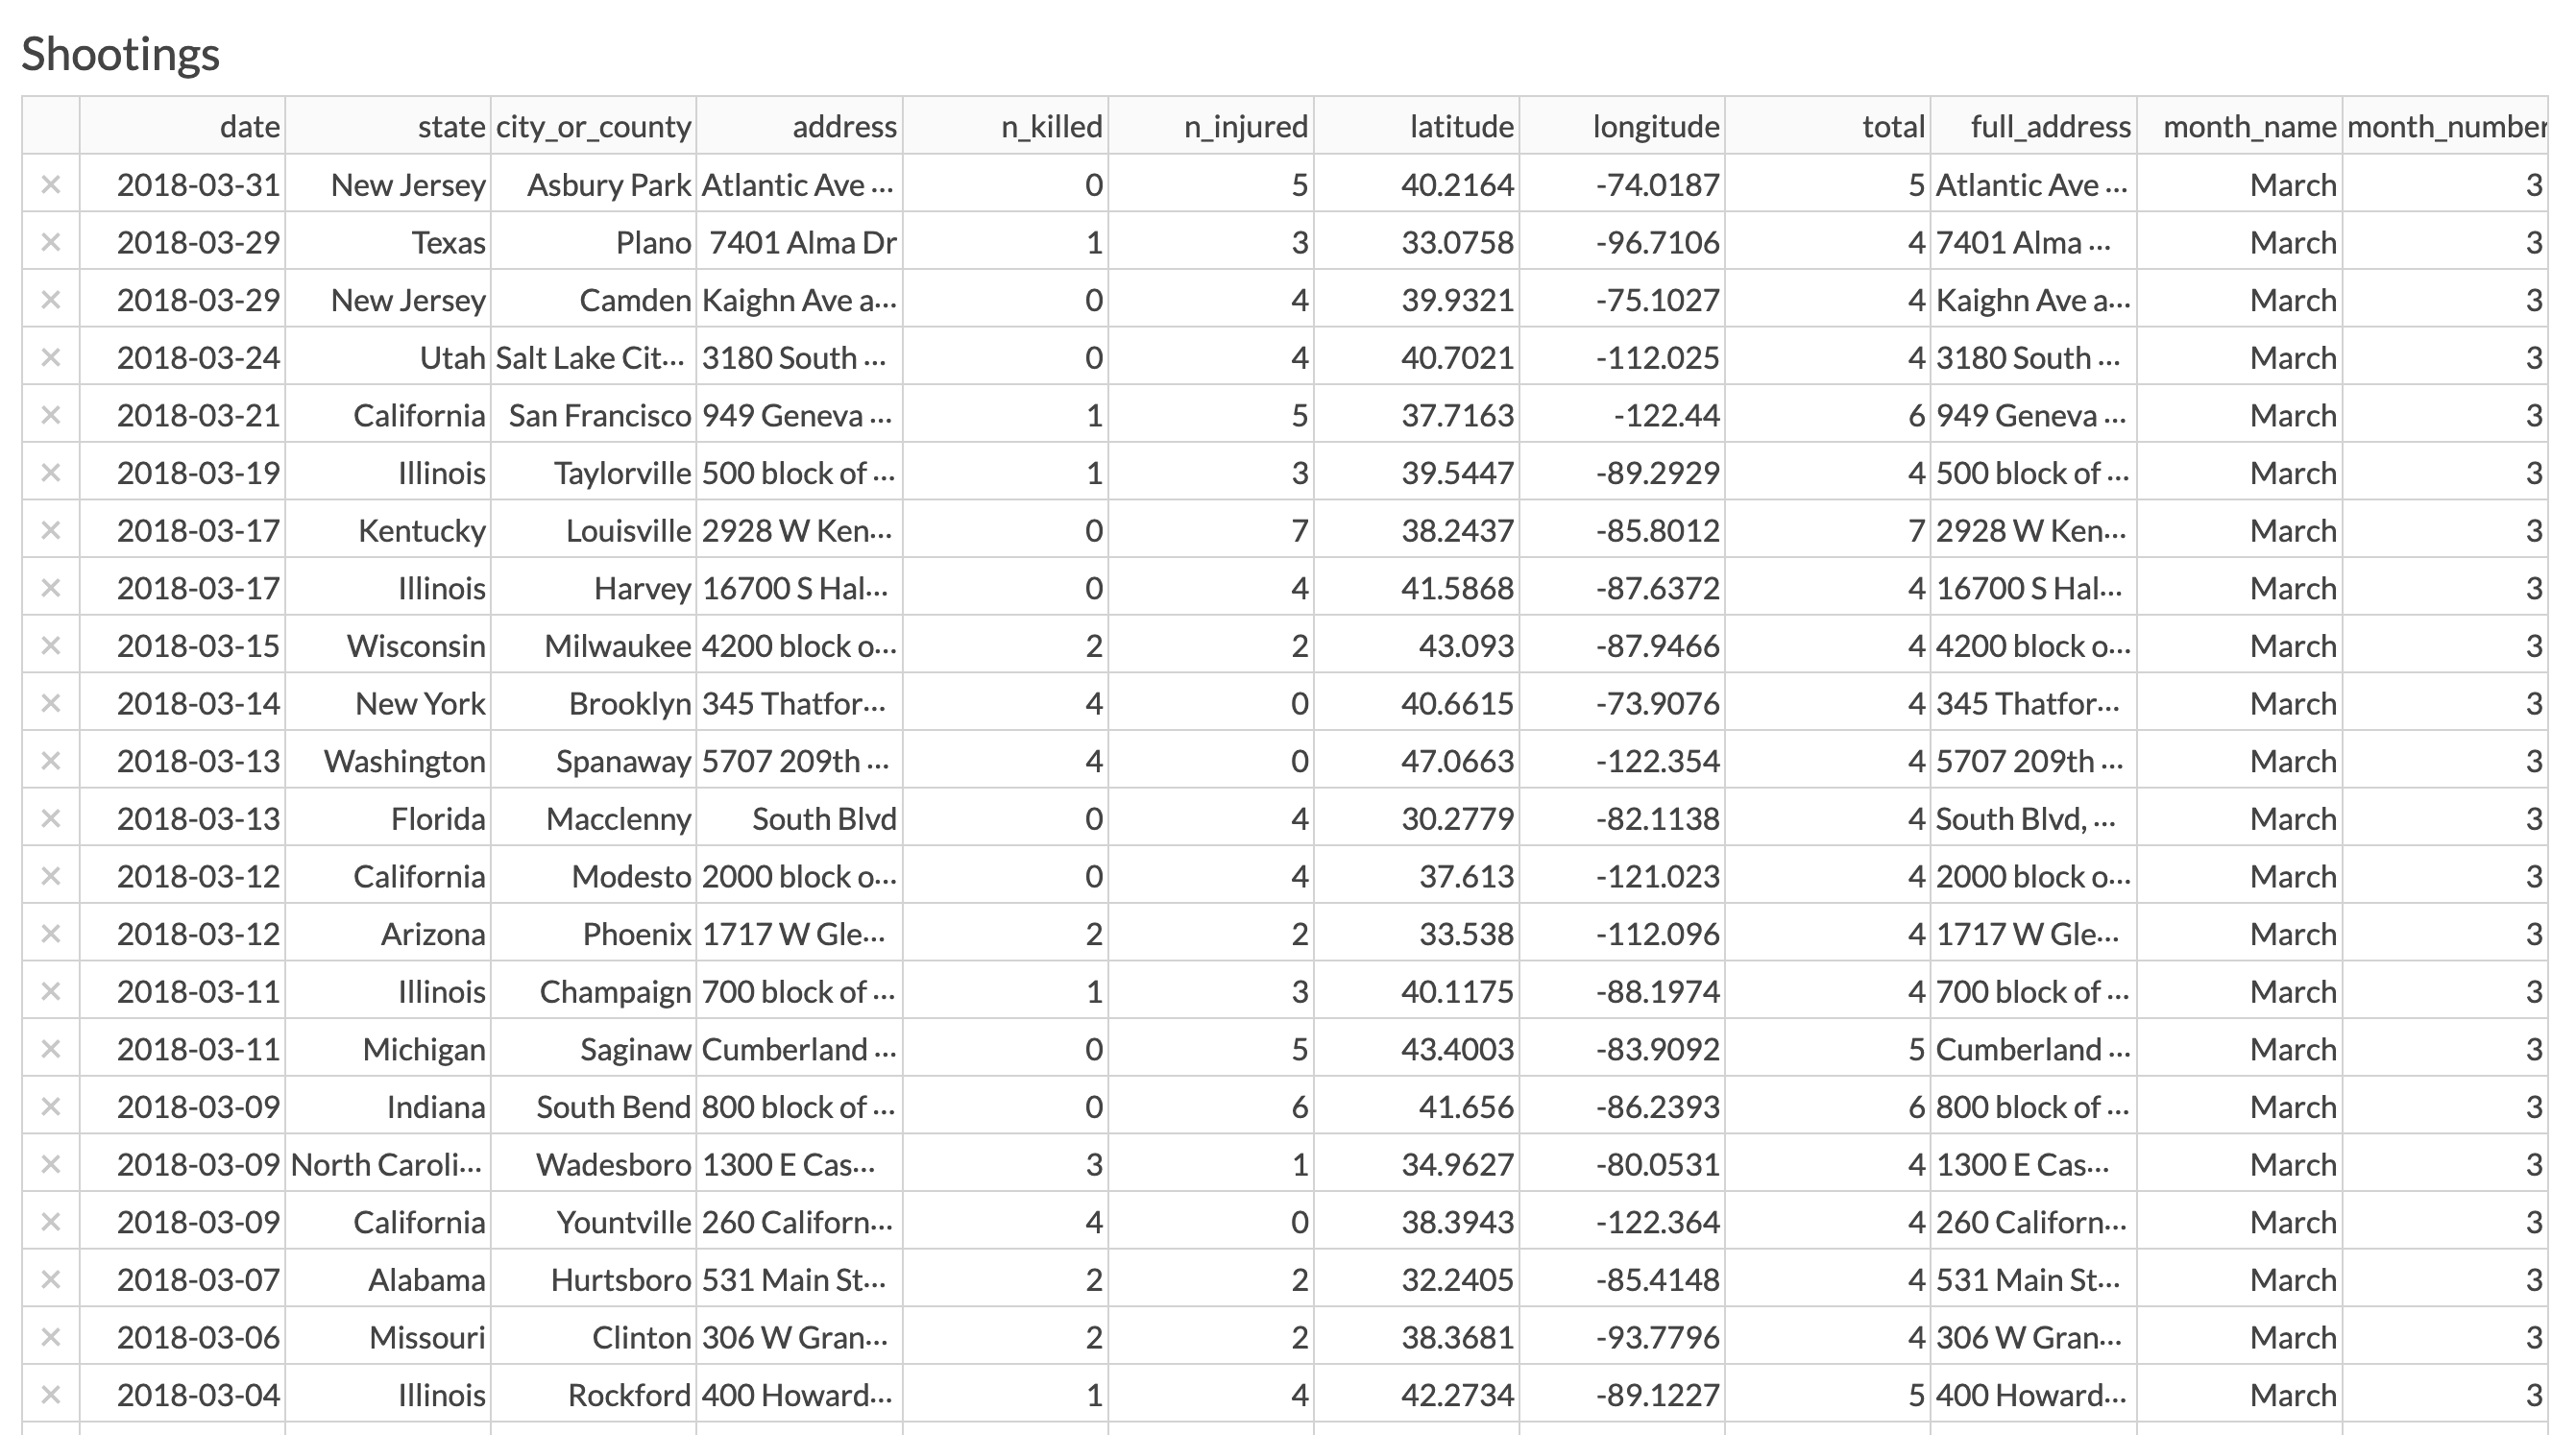 Shootings
date state city_or_county address n_killed n_injured latitude longitude total full_address month_name month_number
× 2018-03-31 New Jersey Asbury Park Atlantic Ave ... 0 5 40.2164 -74.0187 5 Atlantic Ave ... March 3
× 2018-03-29 Texas Plano 7401 Alma Dr 1 3 33.0758 -96.7106 4 7401 Alma ... March 3
× 2018-03-29 New Jersey Camden Kaighn Ave a... 0 4 39.9321 -75.1027 4 Kaighn Ave a... March 3
× 2018-03-24 Utah Salt Lake Cit... 3180 South ... 0 4 40.7021 -112.025 4 3180 South ... March 3
× 2018-03-21 California San Francisco 949 Geneva ... 1 5 37.7163 -122.44 6 949 Geneva ... March 3
× 2018-03-19 Illinois Taylorville 500 block of ... 1 3 39.5447 -89.2929 4 500 block of ... March 3
× 2018-03-17 Kentucky Louisville 2928 W Ken... 0 7 38.2437 -85.8012 7 2928 W Ken... March 3
× 2018-03-17 Illinois Harvey 16700 S Hal... 0 4 41.5868 -87.6372 4 16700 S Hal... March 3
× 2018-03-15 Wisconsin Milwaukee 4200 block o... 2 2 43.093 -87.9466 4 4200 block o... March 3
× 2018-03-14 New York Brooklyn 345 Thatfor... 4 0 40.6615 -73.9076 4 345 Thatfor... March 3
× 2018-03-13 Washington Spanaway 5707 209th ... 4 0 47.0663 -122.354 4 5707 209th ... March 3
× 2018-03-13 Florida Macclenny South Blvd 0 4 30.2779 -82.1138 4 South Blvd, ... March 3
× 2018-03-12 California Modesto 2000 block o... 0 4 37.613 -121.023 4 2000 block o... March 3
× 2018-03-12 Arizona Phoenix 1717 W Gle... 2 2 33.538 -112.096 4 1717 W Gle... March 3
× 2018-03-11 Illinois Champaign 700 block of ... 1 3 40.1175 -88.1974 4 700 block of ... March 3
× 2018-03-11 Michigan Saginaw Cumberland ... 0 5 43.4003 -83.9092 5 Cumberland ... March 3
× 2018-03-09 Indiana South Bend 800 block of ... 0 6 41.656 -86.2393 6 800 block of ... March 3
× 2018-03-09 North Caroli... Wadesboro 1300 E Cas... 3 1 34.9627 -80.0531 4 1300 E Cas... March 3
× 2018-03-09 California Yountville 260 Californ... 4 0 38.3943 -122.364 4 260 Californ... March 3
× 2018-03-07 Alabama Hurtsboro 531 Main St... 2 2 32.2405 -85.4148 4 531 Main St... March 3
× 2018-03-06 Missouri Clinton 306 W Gran... 2 2 38.3681 -93.7796 4 306 W Gran... March 3
× 2018-03-04 Illinois Rockford 400 Howard... 1 4 42.2734 -89.1227 5 400 Howard... March 3